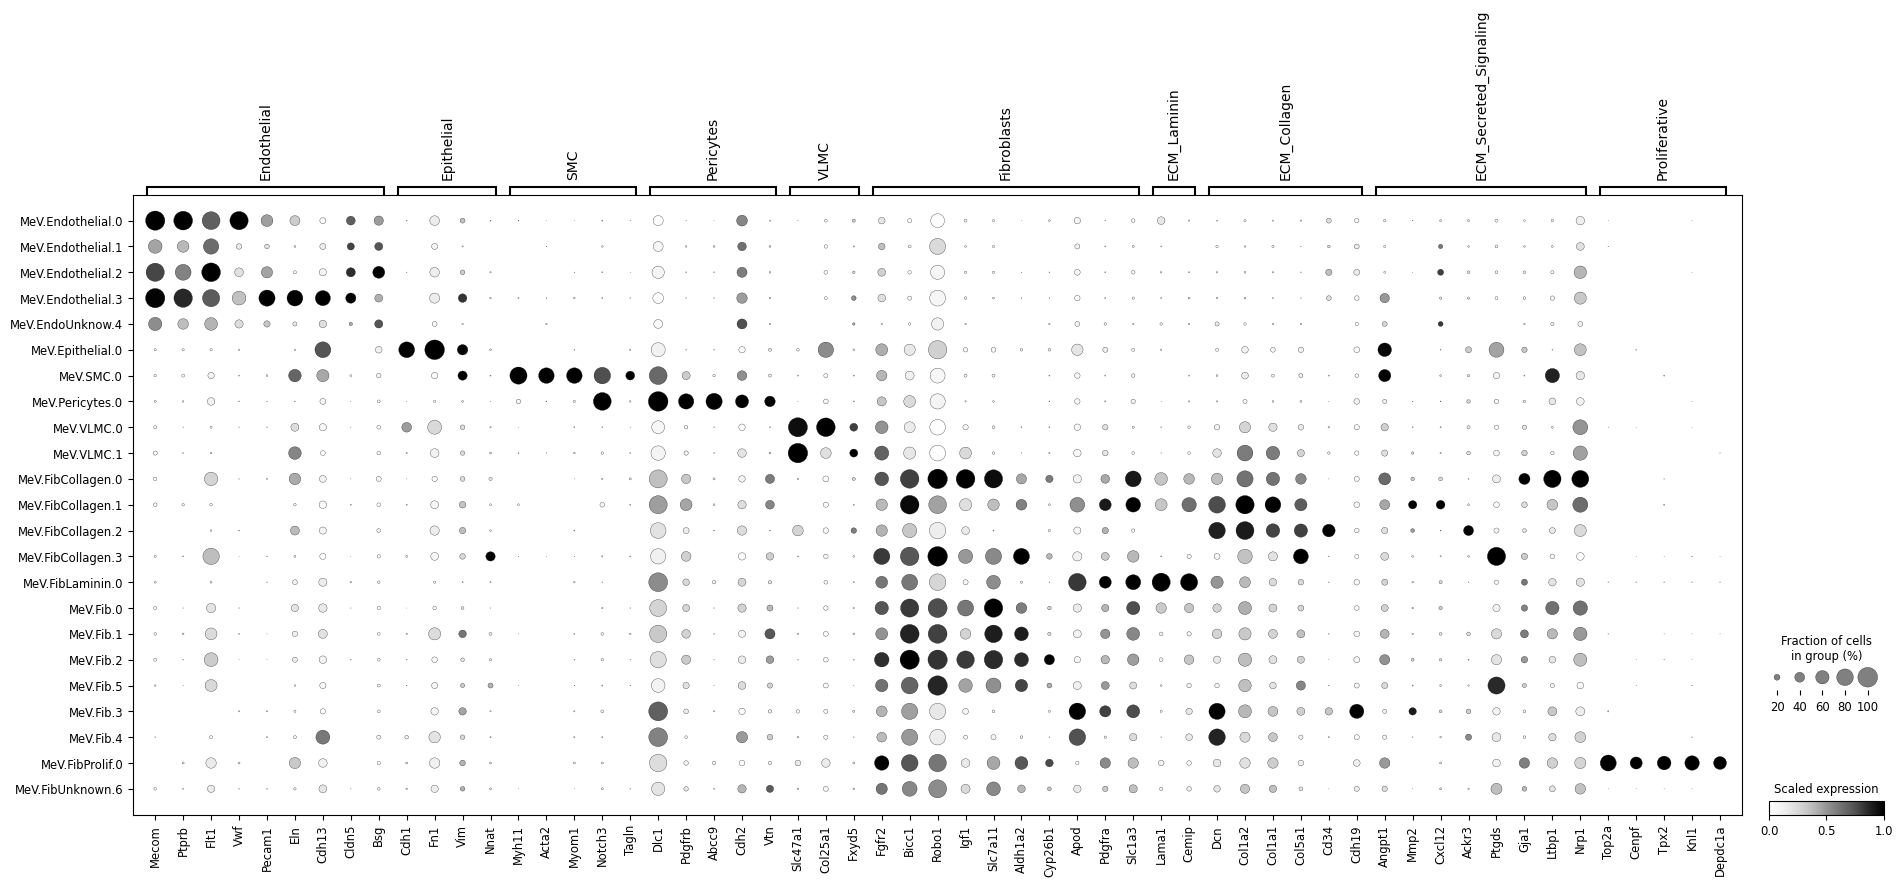 Endothelial
Epithelial
SMC
Pericytes
VLMC
Fibroblasts
ECM_Laminin
ECM_Collagen
ECM_Secreted_Signaling
Proliferative
MeV.Endothelial.0
MeV.Endothelial.1
MeV.Endothelial.2
MeV.Endothelial.3
MeV.EndoUnknow.4
MeV.Epithelial.0
MeV.SMC.0
MeV.Pericytes.0
MeV.VLMC.0
MeV.VLMC.1
MeV.FibCollagen.0
MeV.FibCollagen.1
MeV.FibCollagen.2
MeV.FibCollagen.3
MeV.FibLaminin.0
MeV.Fib.0
MeV.Fib.1
MeV.Fib.2
MeV.Fib.5
MeV.Fib.3
MeV.Fib.4
MeV.FibProlif.0
MeV.FibUnknown.6
Mecom
Ptprb
Flt1
Vwf
Pecam1
Eln
Cdh13
Cldn5
Bsg
Cdh1
Fn1
Vim
Nnat
Myh11
Acta2
Myom1
Notch3
Tagln
Dlc1
Pdgfrb
Abcc9
Cdh2
Vtn
Slc47a1
Col25a1
Fxyd5
Fgfr2
Bicc1
Robo1
Igf1
Slc7a11
Aldh1a2
Cyp26b1
Apod
Pdgfra
Slc1a3
Lama1
Cemip
Dcn
Col1a2
Col1a1
Col5a1
Cd34
Cdh19
Angpt1
Mmp2
Cxcl12
Ackr3
Ptgds
Gja1
Ltbp1
Nrp1
Top2a
Cenpf
Tpx2
Knl1
Depdc1a
Fraction of cells
in group (%)
20 40 60 80 100
Scaled expression
0.0 0.5 1.0